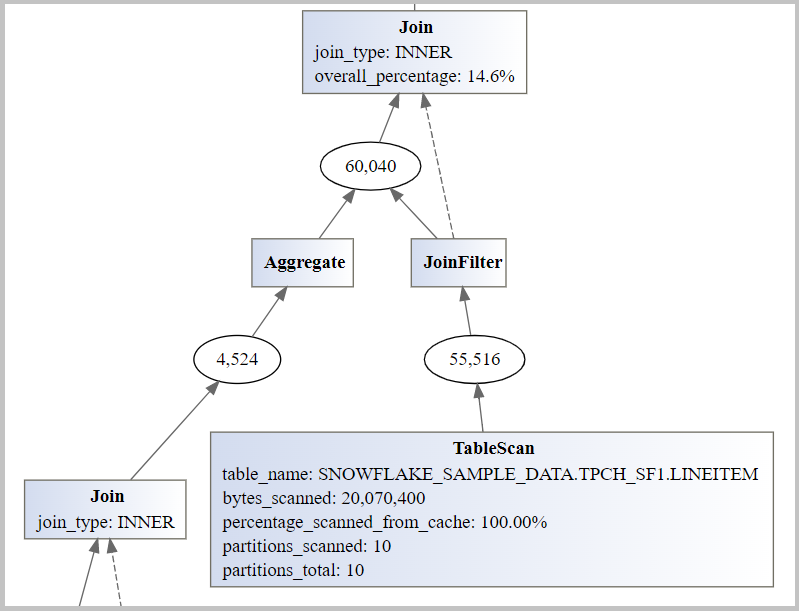 Join
join_type: INNER
overall_percentage: 14.6%
60,040
Aggregate
JoinFilter
4,524
55,516
TableScan
table_name: SNOWFLAKE_SAMPLE_DATA.TPCH_SF1.LINEITEM
bytes_scanned: 20,070,400
percentage_scanned_from_cache: 100.00%
partitions_scanned: 10
partitions_total: 10
Join
join_type: INNER